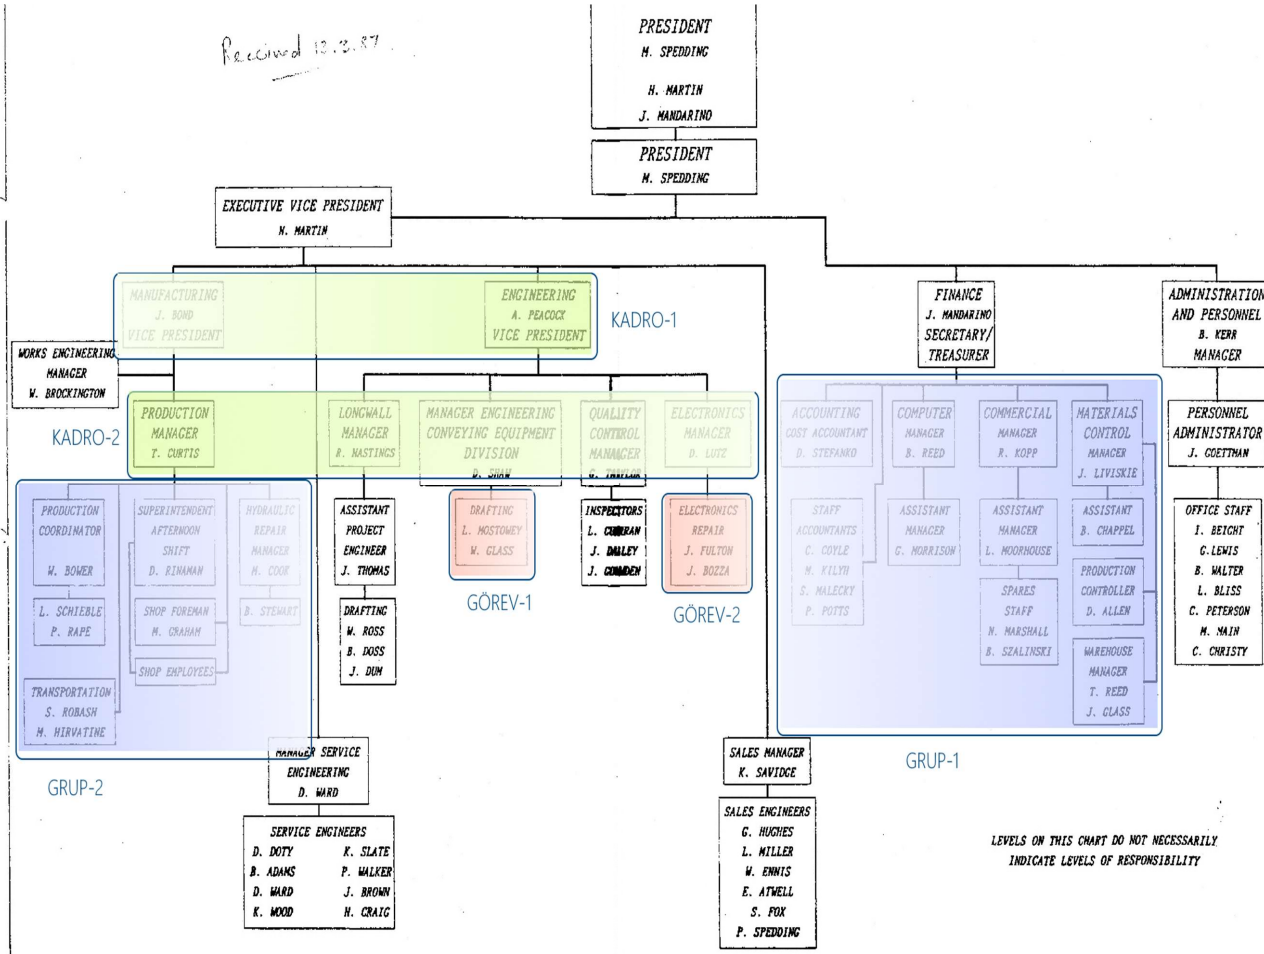 Received 13.3.87
PRESIDENT
M. SPEDDING
N. MARTIN
J. MANDARINO
PRESIDENT
M. SPEDDING
EXECUTIVE VICE PRESIDENT
N. MARTIN
MANUFACTURING
J. BOND
VICE PRESIDENT
ENGINEERING
A. PEACOCK
VICE PRESIDENT
KADRO-1
FINANCE
J. MANDARINO
SECRETARY/
TREASURER
ADMINISTRATION
AND PERSONNEL
B. KERR
MANAGER
WORKS ENGINEERING
MANAGER
W. BROCKINGTON
KADRO-2
PRODUCTION
MANAGER
T. CURTIS
LONGWALL
MANAGER
R. HASTINGS
MANAGER ENGINEERING
CONVEYING EQUIPMENT
DIVISION
D. SHAW
QUALITY
CONTROL
MANAGER
ELECTRONICS
MANAGER
D. LUTZ
ACCOUNTING
COST ACCOUNTANT
D. STEFANKO
COMPUTER
MANAGER
B. REED
COMMERCIAL
MANAGER
R. KOPP
MATERIALS
CONTROL
MANAGER
J. LIVISKIE
PERSONNEL
ADMINISTRATOR
J. GOETTMAN
PRODUCTION
COORDINATOR
W. BOWER
SUPERINTENDENT
AFTERNOON
SHIFT
D. RINAMAN
HYDRAULIC
REPAIR
MANAGER
M. COOK
ASSISTANT
PROJECT
ENGINEER
J. THOMAS
DRAFTING
L. MOSTOWEY
W. GLASS
GÖREV-1
INSPECTORS
L.
J. DALLEY
J.
ELECTRONICS
REPAIR
J. FULTON
J. BOZZA
GÖREV-2
STAFF
ACCOUNTANTS
C. COYLE
M. KILYH
S. MALECKY
P. POTTS
ASSISTANT
MANAGER
G. MORRISON
ASSISTANT
MANAGER
L. MOORHOUSE
ASSISTANT
B. CHAPPEL
OFFICE STAFF
I. BEIGHT
G.LEWIS
B. WALTER
L. BLISS
C. PETERSON
M. MAIN
C. CHRISTY
L. SCHIEBLE
P. RAPE
SHOP FOREMAN
M. GRAHAM
B. STEWART
DRAFTING
W. ROSS
B. DOSS
J. DUM
SPARES
STAFF
N. MARSHALL
B. SZALINSKI
PRODUCTION
CONTROLLER
D. ALLEN
SHOP EMPLOYEES
TRANSPORTATION
S. ROBASH
M. HIRVATINE
WAREHOUSE
MANAGER
T. REED
J. GLASS
GRUP-2
GRUP-1
MANAGER SERVICE
ENGINEERING
D. WARD
SALES MANAGER
K. SAVIDGE
SERVICE ENGINEERS
D. DOTY K. SLATE
B. ADAMS P. WALKER
D. WARD J. BROWN
K. WOOD H. CRAIG
SALES ENGINEERS
G. HUGHES
L. MILLER
W. ENNIS
E. ATWELL
S. FOX
P. SPEDDING
LEVELS ON THIS CHART DO NOT NECESSARILY
INDICATE LEVELS OF RESPONSIBILITY